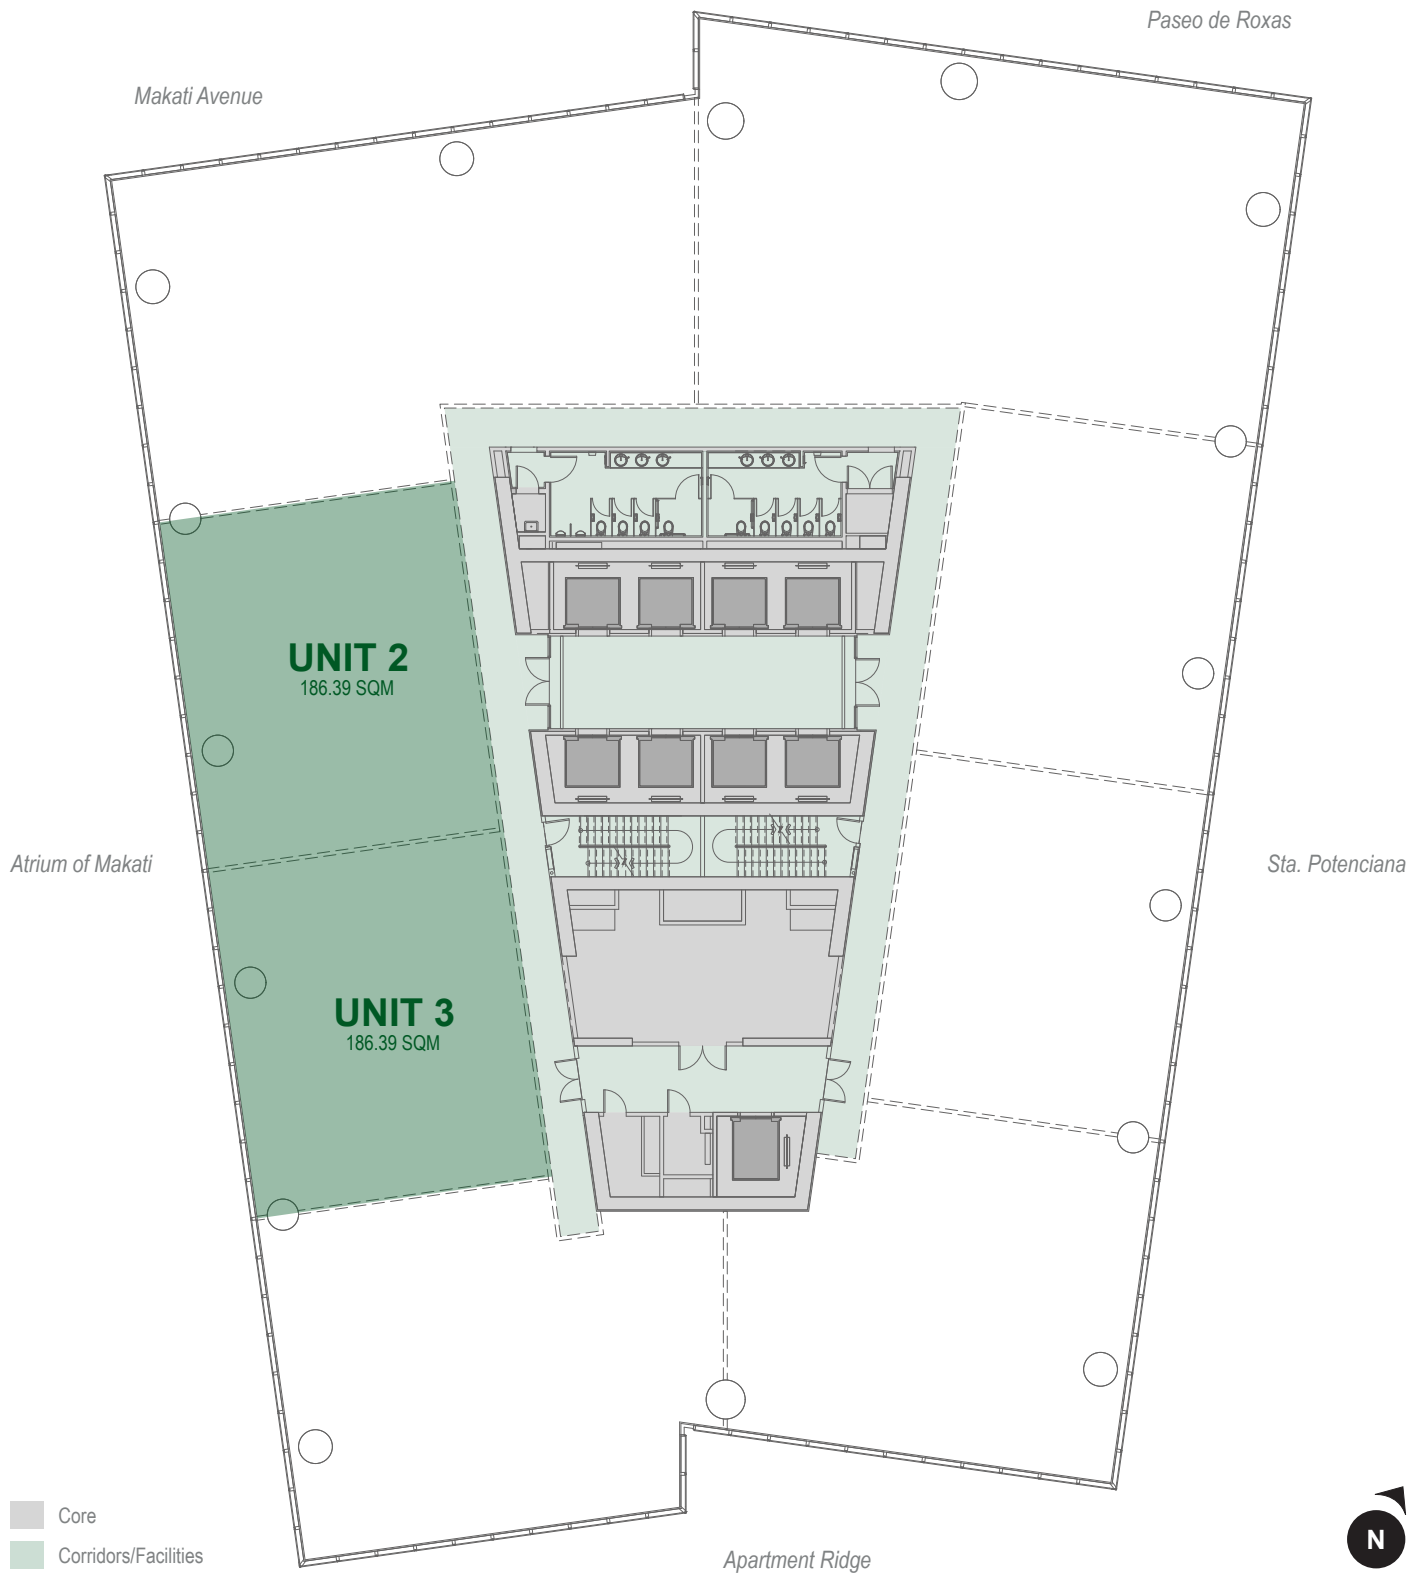 Paseo de Roxas
Makati Avenue
UNIT 2
186.39 SQM
Atrium of Makati
Sta. Potenciana
UNIT 3
186.39 SQM
Core
Corridors/Facilities
Apartment Ridge
N